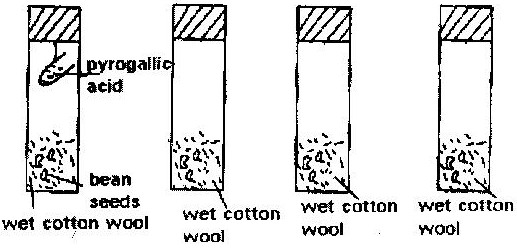 pyrogallic
acid
bean
seeds
wet cotton wool
wet cotton
wool
wet cotton
wool
wet cotton
wool